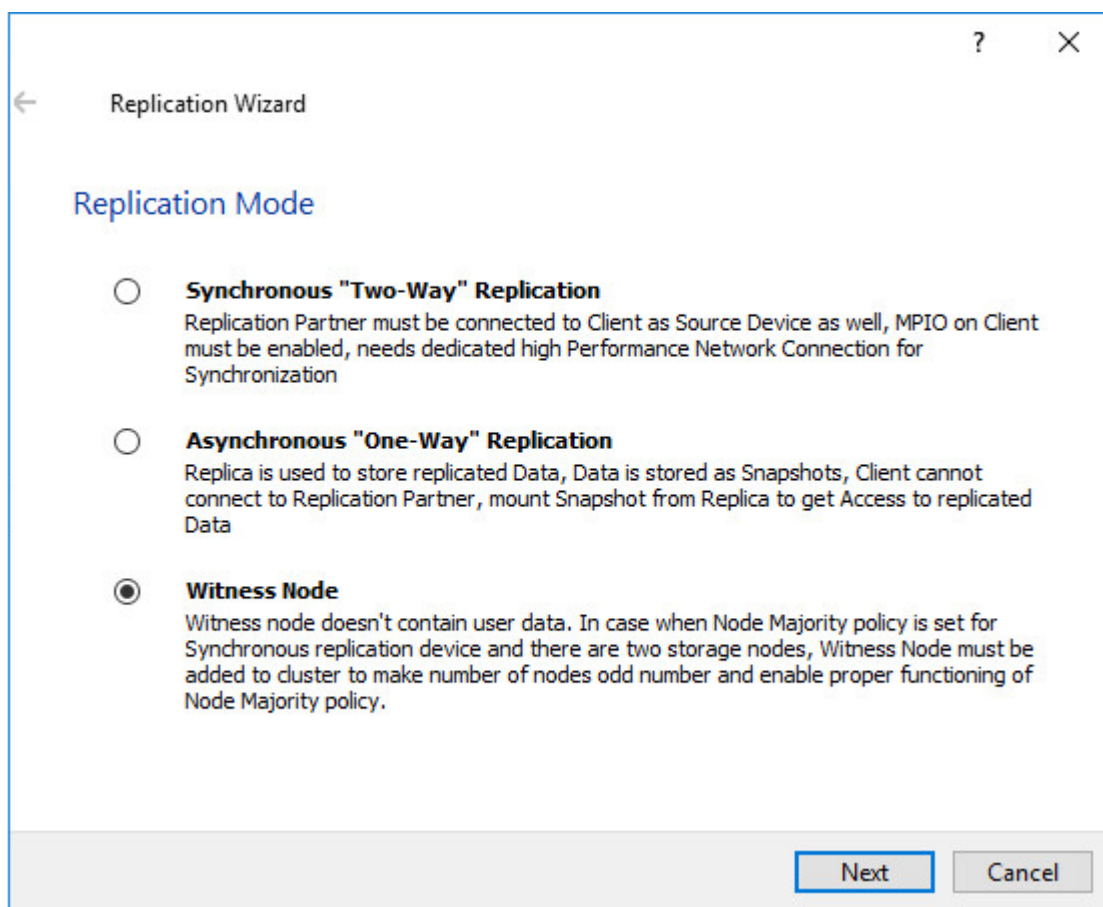 ?
Replication Wizard
Replication Mode
Synchronous "Two-Way" Replication
Replication Partner must be connected to Client as Source Device as well, MPIO on Client
must be enabled, needs dedicated high Performance Network Connection for
Synchronization
Asynchronous "One-Way" Replication
Replica is used to store replicated Data, Data is stored as Snapshots, Client cannot
connect to Replication Partner, mount Snapshot from Replica to get Access to replicated
Data
Witness Node
Witness node doesn't contain user data. In case when Node Majority policy is set for
Synchronous replication device and there are two storage nodes, Witness Node must be
added to cluster to make number of nodes odd number and enable proper functioning of
Node Majority policy.
Next Cancel